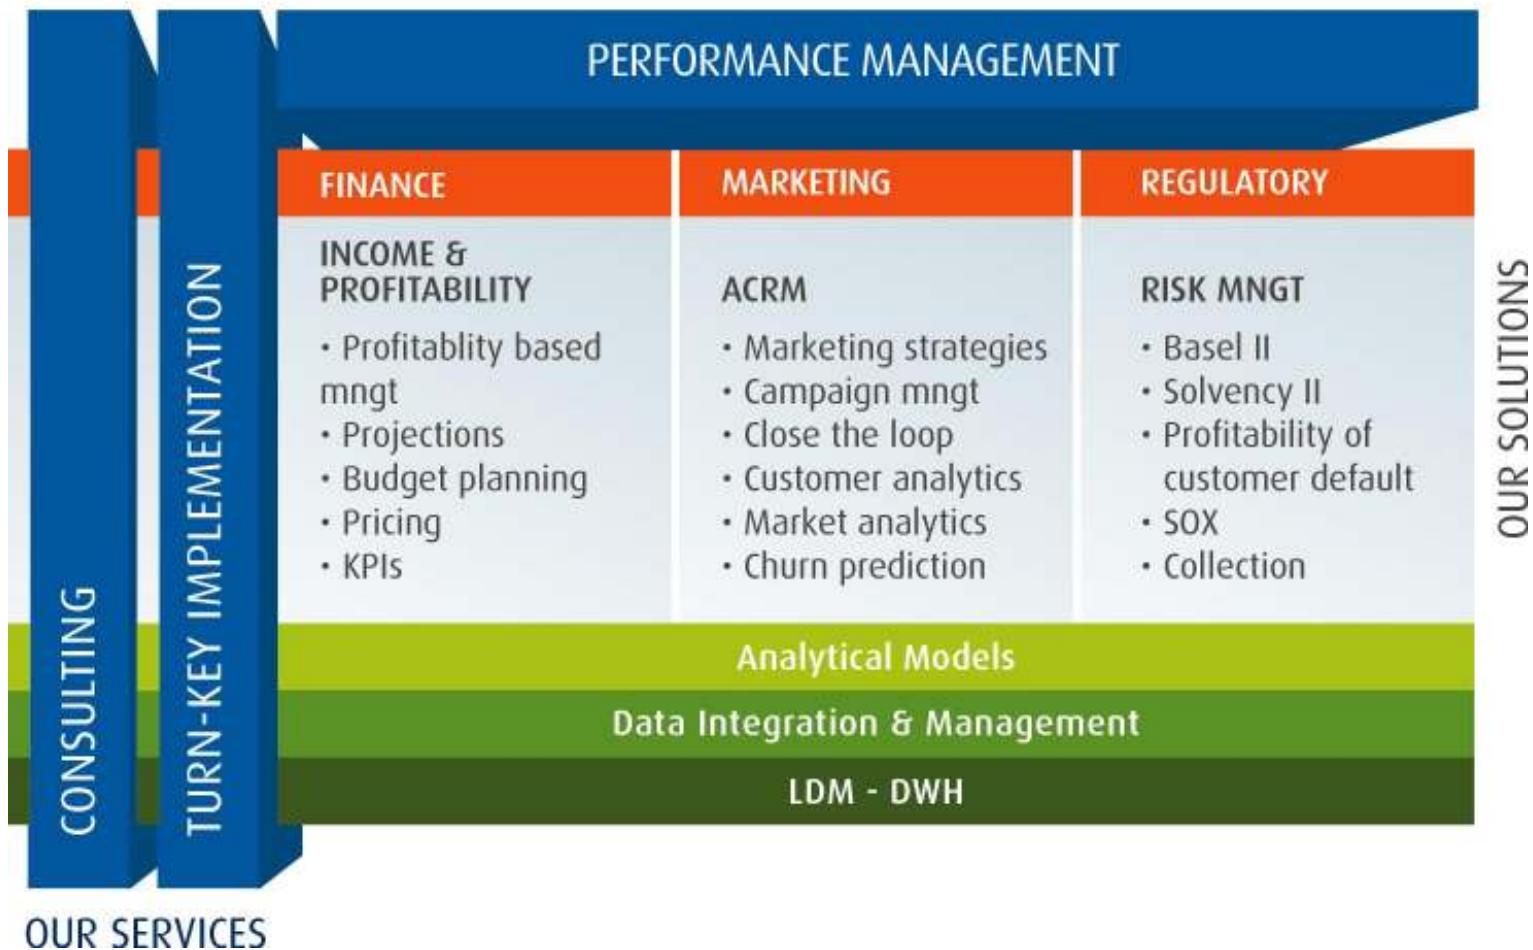 PERFORMANCE MANAGEMENT
FINANCE
INCOME &
PROFITABILITY
• Profitablity based
mngt
• Projections
• Budget planning
• Pricing
• KPIs
MARKETING
ACRM
• Marketing strategies
• Campaign mngt
• Close the loop
• Customer analytics
• Market analytics
• Churn prediction
REGULATORY
RISK MNGT
• Basel II
• Solvency II
• Profitability of
customer default
• SOX
• Collection
Analytical Models
Data Integration & Management
LDM - DWH
CONSULTING
TURN-KEY IMPLEMENTATION
OUR SERVICES
OUR SOLUTIONS